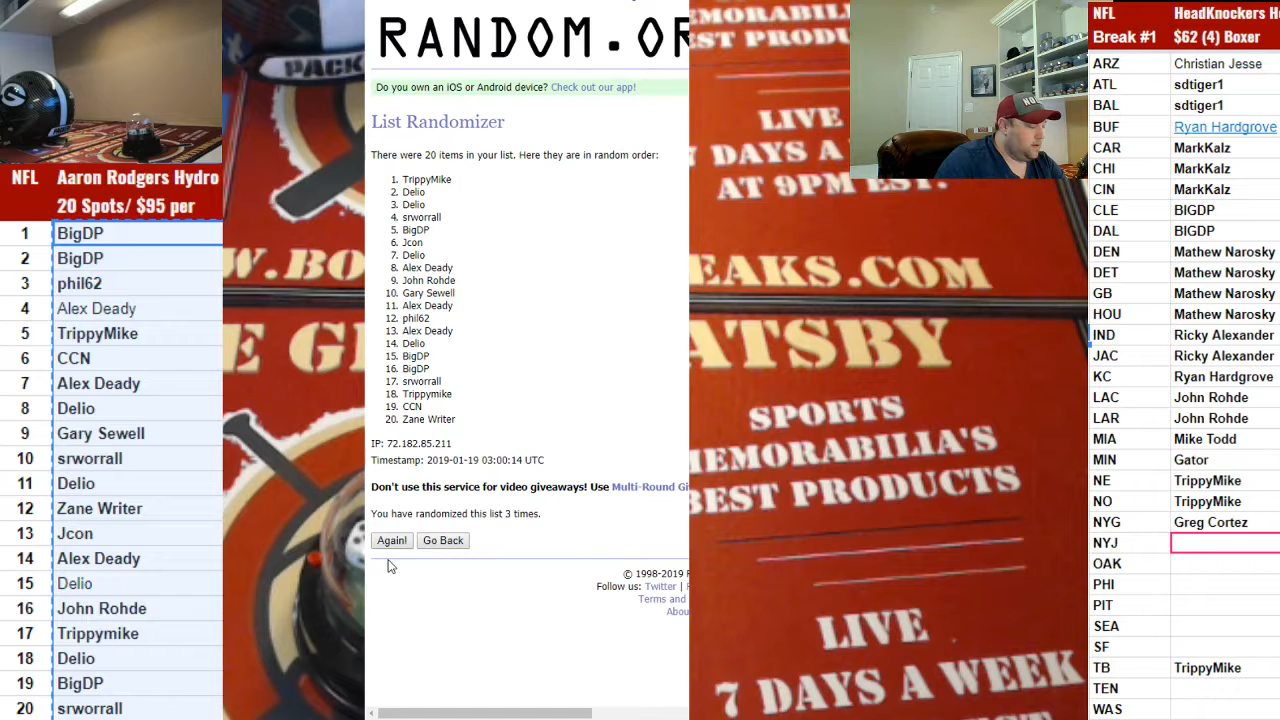 NFL Aaron Rodgers Hydro
20 Spots/ $95 per
1 BigDP
2 BigDP
3 phil62
4 Alex Deady
5 TrippyMike
6 CCN
7 Alex Deady
8 Delio
9 Gary Sewell
10 srworrall
11 Delio
12 Zane Writer
13 Jcon
14 Alex Deady
15 Delio
16 John Rohde
17 Trippymike
18 Delio
19 BigDP
20 srworrall
PACK
RANDOM.OR
Do you own an iOS or Android device? Check out our app!
List Randomizer
There were 20 items in your list. Here they are in random order:
1. TrippyMike
2. Delio
3. Delio
4. srworrall
5. BigDP
6. Jcon
7. Delio
8. Alex Deady
9. John Rohde
10. Gary Sewell
11. Alex Deady
12. phil62
13. Alex Deady
14. Delio
15. BigDP
16. BigDP
17. srworrall
18. Trippymike
19. CCN
20. Zane Writer
IP: 72.182.85.211
Timestamp: 2019-01-19 03:00:14 UTC
Don't use this service for video giveaways! Use Multi-Round Gi
You have randomized this list 3 times.
Again! Go Back
© 1998-2019 R
Follow us: Twitter |
Terms and
Abou
MEMORABIL
EST PRODU
LIVE
7 DAYS A W
AT 9PM EST.
W.BO
EAKS.COM
E G
ATSBY
SPORTS
MEMORABILIA'S
BEST PRODUCTS
LIVE
7 DAYS A WEEK
NFL HeadKnockers H
Break #1 $62 (4) Boxer
ARZ Christian Jesse
ATL sdtiger1
BAL sdtiger1
BUF Ryan Hardgrove
CAR MarkKalz
CHI MarkKalz
CIN MarkKalz
CLE BIGDP
DAL BIGDP
DEN Mathew Narosky
DET Mathew Narosky
GB Mathew Narosky
HOU Mathew Narosky
IND Ricky Alexander
JAC Ricky Alexander
KC Ryan Hardgrove
LAC John Rohde
LAR John Rohde
MIA Mike Todd
MIN Gator
NE TrippyMike
NO TrippyMike
NYG Greg Cortez
NYJ
OAK
PHI
PIT
SEA
SF
TB TrippyMike
TEN
WAS